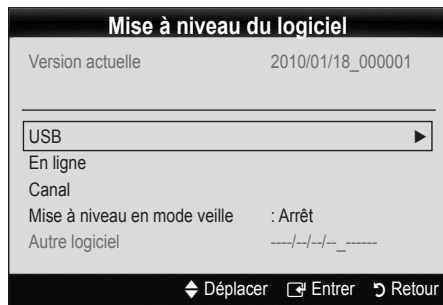 Mise à niveau du logiciel
Version actuelle 2010/01/18_000001
USB ►
En ligne
Canal
Mise à niveau en mode veille : Arrêt
Autre logiciel ----/--/--/--_------
Déplacer Entrer Retour